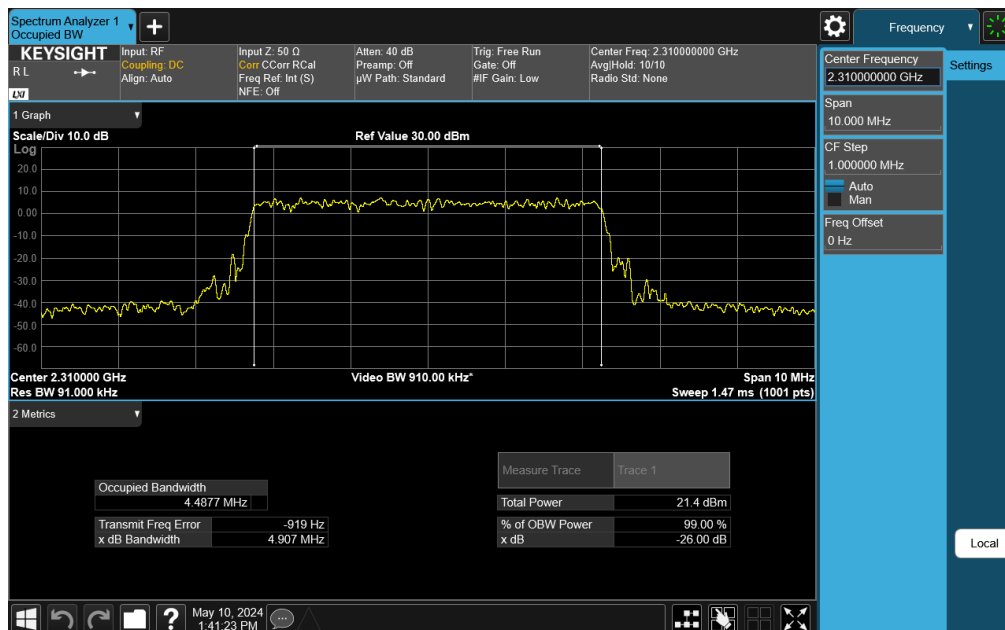 Spectrum Analyzer 1
Occupied BW
Frequency
KEYSIGHT
R L
LXI
Input: RF
Coupling: DC
Align: Auto
Input Z: 50 Ω
Corr CCorr RCal
Freq Ref: Int (S)
NFE: Off
Atten: 40 dB
Preamp: Off
µW Path: Standard
Trig: Free Run
Gate: Off
#IF Gain: Low
Center Freq: 2.310000000 GHz
Avg|Hold: 10/10
Radio Std: None
Center Frequency
2.310000000 GHz
Settings
Span
10.000 MHz
CF Step
1.000000 MHz
Auto
Man
Freq Offset
0 Hz
1 Graph
Scale/Div 10.0 dB
Ref Value 30.00 dBm
Log
20.0
10.0
0.00
-10.0
-20.0
-30.0
-40.0
-50.0
-60.0
Center 2.310000 GHz
Video BW 910.00 kHz*
Span 10 MHz
Res BW 91.000 kHz
Sweep 1.47 ms (1001 pts)
2 Metrics
Measure Trace
Trace 1
Occupied Bandwidth
4.4877 MHz
Total Power
21.4 dBm
Transmit Freq Error
-919 Hz
% of OBW Power
99.00 %
x dB Bandwidth
4.907 MHz
x dB
-26.00 dB
Local
?
May 10, 2024
1:41:23 PM